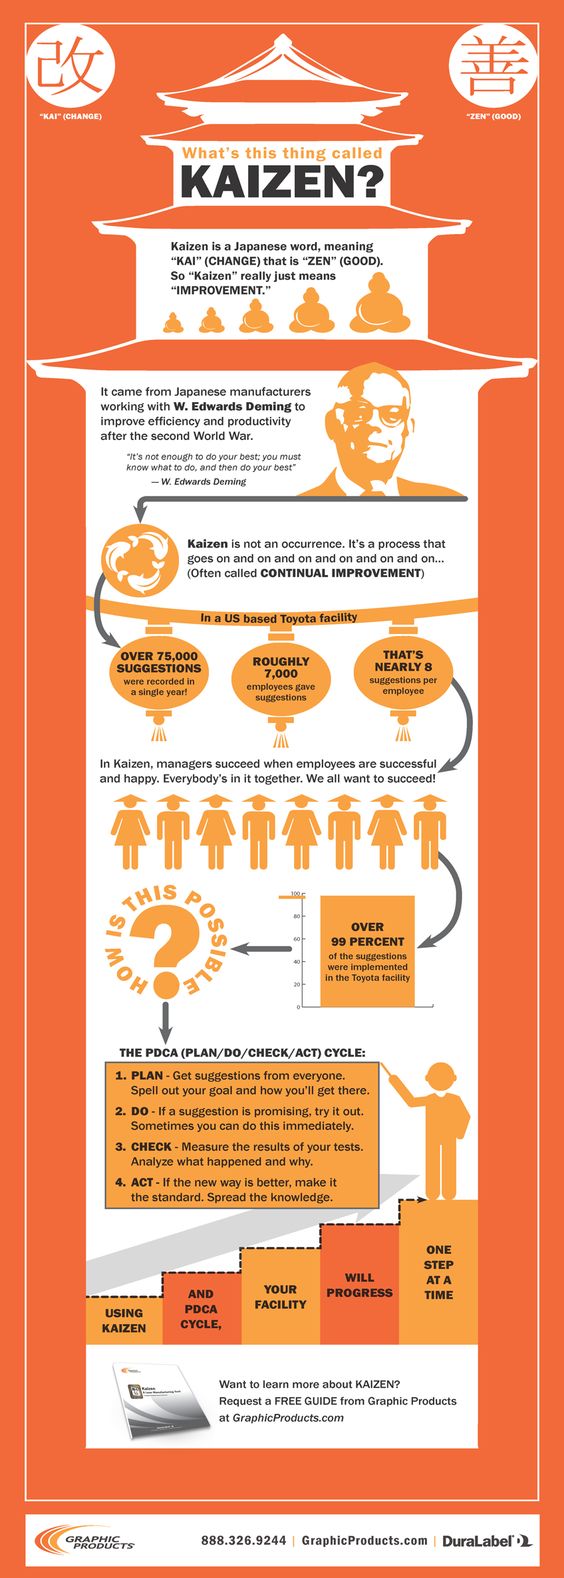 改
善
“KAI” (CHANGE)
“ZEN” (GOOD)
What's this thing called
KAIZEN?
Kaizen is a Japanese word, meaning
“KAI” (CHANGE) that is “ZEN” (GOOD).
So “Kaizen” really just means
“IMPROVEMENT.”
It came from Japanese manufacturers
working with W. Edwards Deming to
improve efficiency and productivity
after the second World War.
“It's not enough to do your best; you must
know what to do, and then do your best”
— W. Edwards Deming
Kaizen is not an occurrence. It's a process that
goes on and on and on and on and on and on...
(Often called CONTINUAL IMPROVEMENT)
In a US based Toyota facility
OVER 75,000
SUGGESTIONS
were recorded in
a single year!
ROUGHLY
7,000
employees gave
suggestions
THAT'S
NEARLY 8
suggestions per
employee
In Kaizen, managers succeed when employees are successful
and happy. Everybody's in it together. We all want to succeed!
HOW IS THIS POSSIBLE
?
100
80
60
40
20
0
OVER
99 PERCENT
of the suggestions
were implemented
in the Toyota facility
THE PDCA (PLAN/DO/CHECK/ACT) CYCLE:
1. PLAN - Get suggestions from everyone.
Spell out your goal and how you'll get there.
2. DO - If a suggestion is promising, try it out.
Sometimes you can do this immediately.
3. CHECK - Measure the results of your tests.
Analyze what happened and why.
4. ACT - If the new way is better, make it
the standard. Spread the knowledge.
USING
KAIZEN
AND
PDCA
CYCLE,
YOUR
FACILITY
WILL
PROGRESS
ONE
STEP
AT A
TIME
Kaizen
Want to learn more about KAIZEN?
Request a FREE GUIDE from Graphic Products
at GraphicProducts.com
GRAPHIC
PRODUCTS
888.326.9244 | GraphicProducts.com | DuraLabel